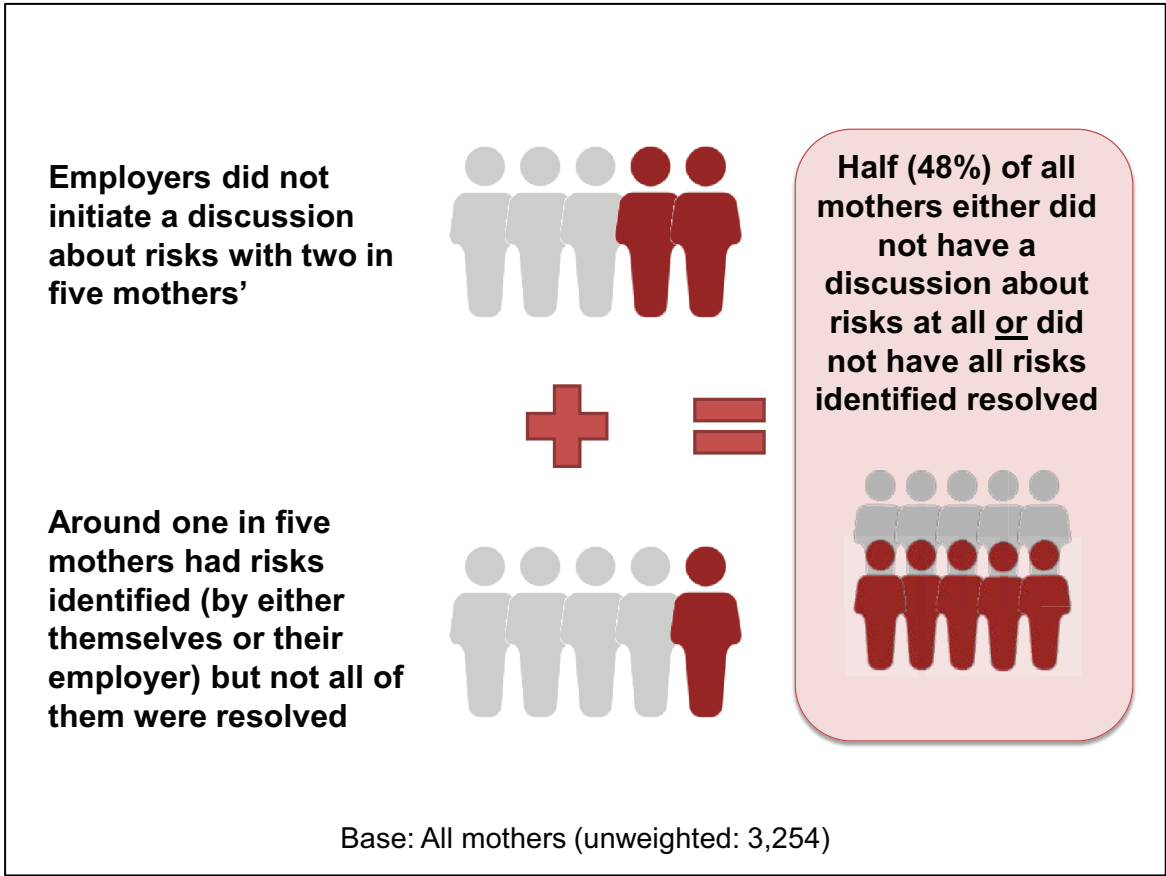 Employers did not
initiate a discussion
about risks with two in
five mothers’
Half (48%) of all
mothers either did
not have a
discussion about
risks at all or did
not have all risks
identified resolved
Around one in five
mothers had risks
identified (by either
themselves or their
employer) but not all of
them were resolved
Base: All mothers (unweighted: 3,254)